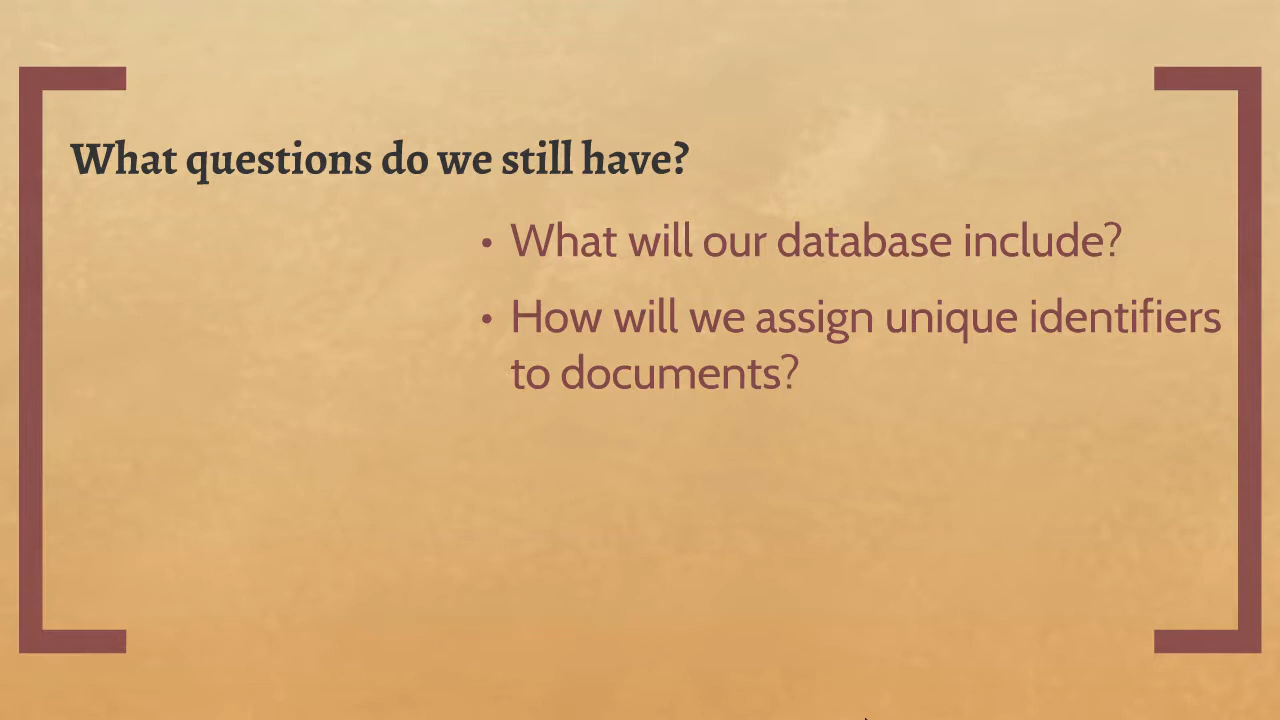 What questions do we still have?
• What will our database include?
• How will we assign unique identifiers
to documents?